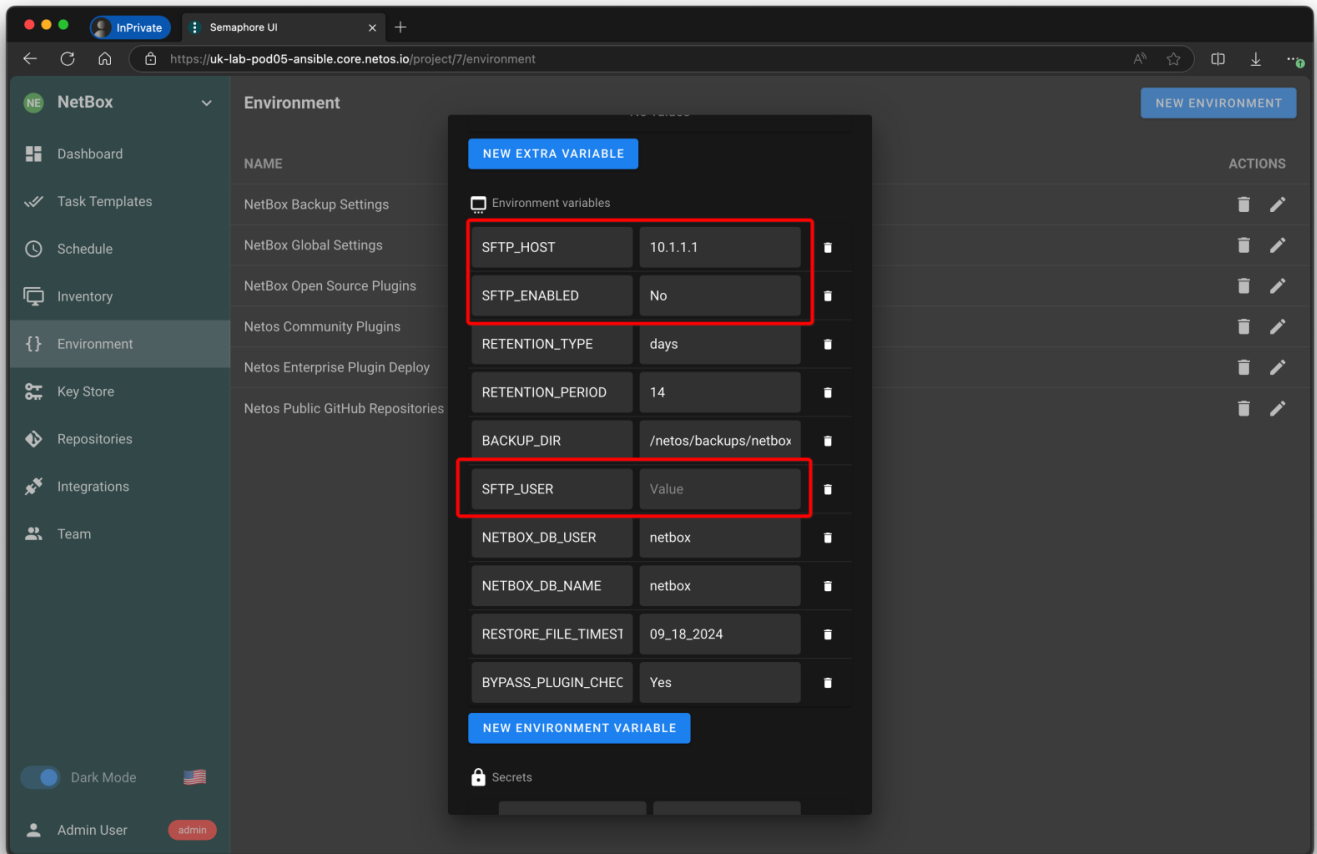 InPrivate
Semaphore UI
https://uk-lab-pod05-ansible.core.netos.io/project/7/environment
NE NetBox
Dashboard
Task Templates
Schedule
Inventory
{} Environment
Key Store
Repositories
Integrations
Team
Dark Mode
Admin User admin
Environment
NEW ENVIRONMENT
NAME
ACTIONS
NetBox Backup Settings
NetBox Global Settings
NetBox Open Source Plugins
Netos Community Plugins
Netos Enterprise Plugin Deploy
Netos Public GitHub Repositories
No values
NEW EXTRA VARIABLE
Environment variables
SFTP_HOST 10.1.1.1
SFTP_ENABLED No
RETENTION_TYPE days
RETENTION_PERIOD 14
BACKUP_DIR /netos/backups/netbox
SFTP_USER Value
NETBOX_DB_USER netbox
NETBOX_DB_NAME netbox
RESTORE_FILE_TIMEST 09_18_2024
BYPASS_PLUGIN_CHEC Yes
NEW ENVIRONMENT VARIABLE
Secrets